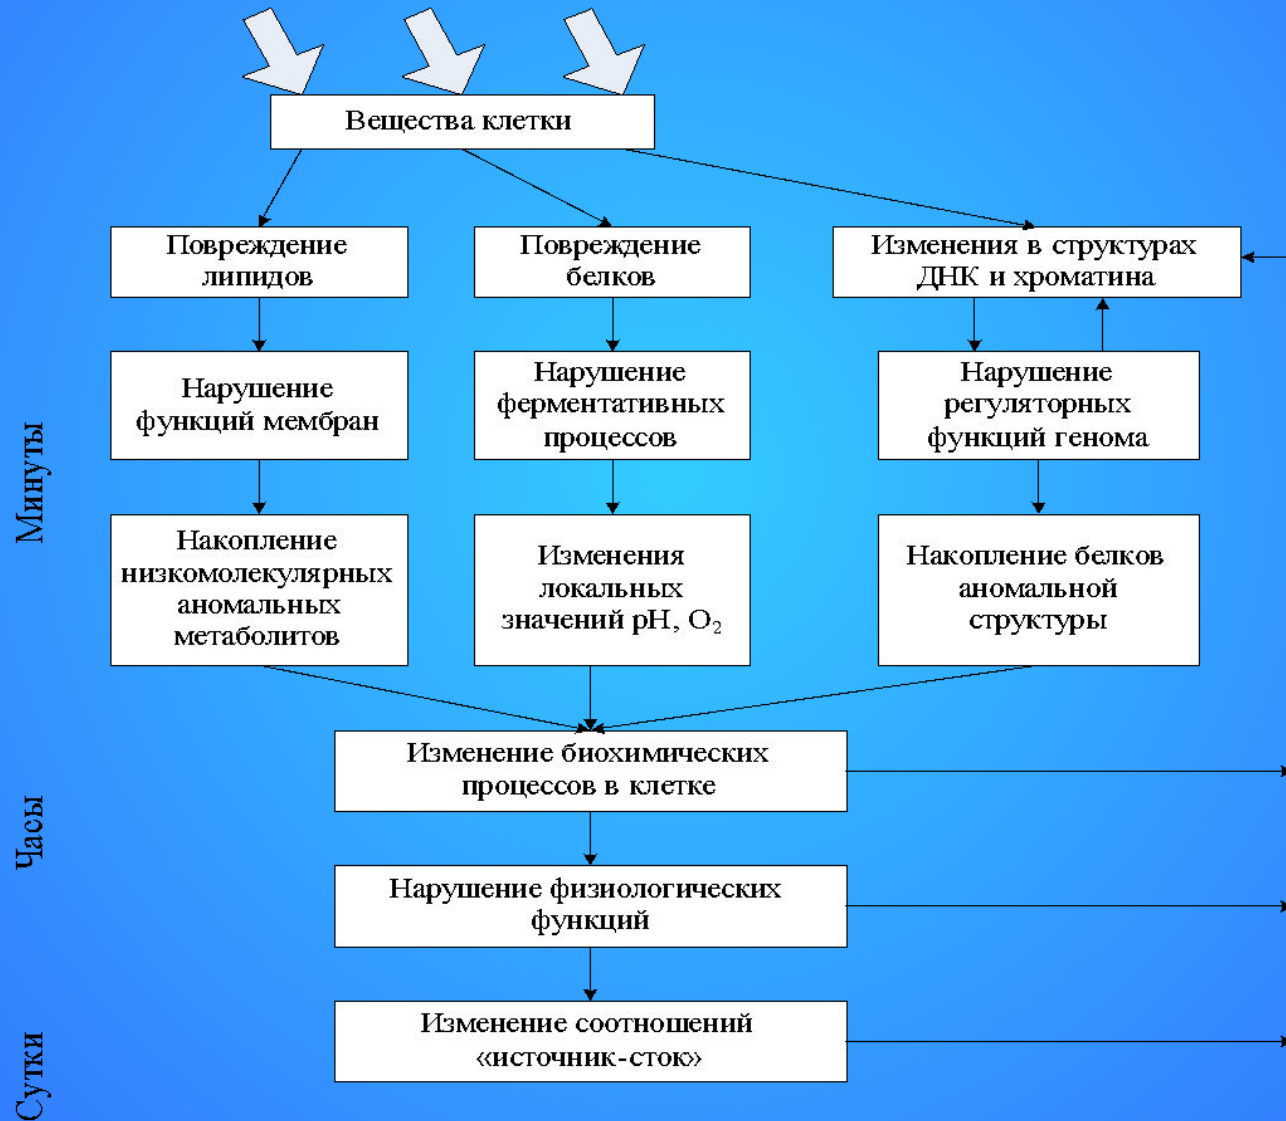 Вещества клетки
Повреждение
липидов
Повреждение
белков
Изменения в структурах
ДНК и хроматина
Нарушение
функций мембран
Нарушение
ферментативных
процессов
Нарушение
регуляторных
функций генома
Минуты
Накопление
низкомолекулярных
аномальных
метаболитов
Изменения
локальных
значений pH, O₂
Накопление белков
аномальной
структуры
Изменение биохимических
процессов в клетке
Часы
Нарушение физиологических
функций
Изменение соотношений
«источник-сток»
Сутки